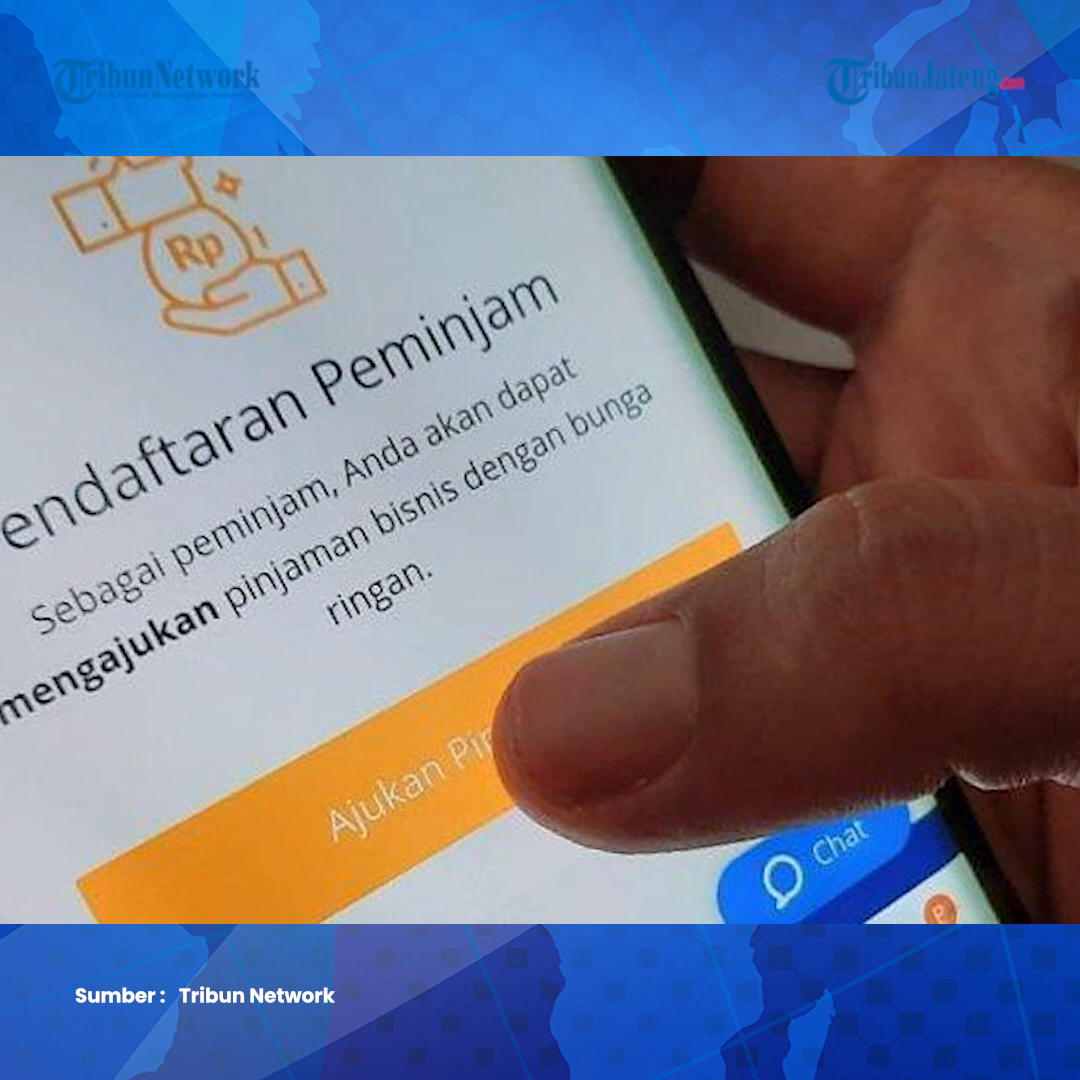 TribunNetwork
TribunJateng.com
Rp
endaftaran Peminjam
Sebagai peminjam, Anda akan dapat
mengajukan pinjaman bisnis dengan bunga
ringan.
Ajukan Pin
Chat
P
Sumber : Tribun Network